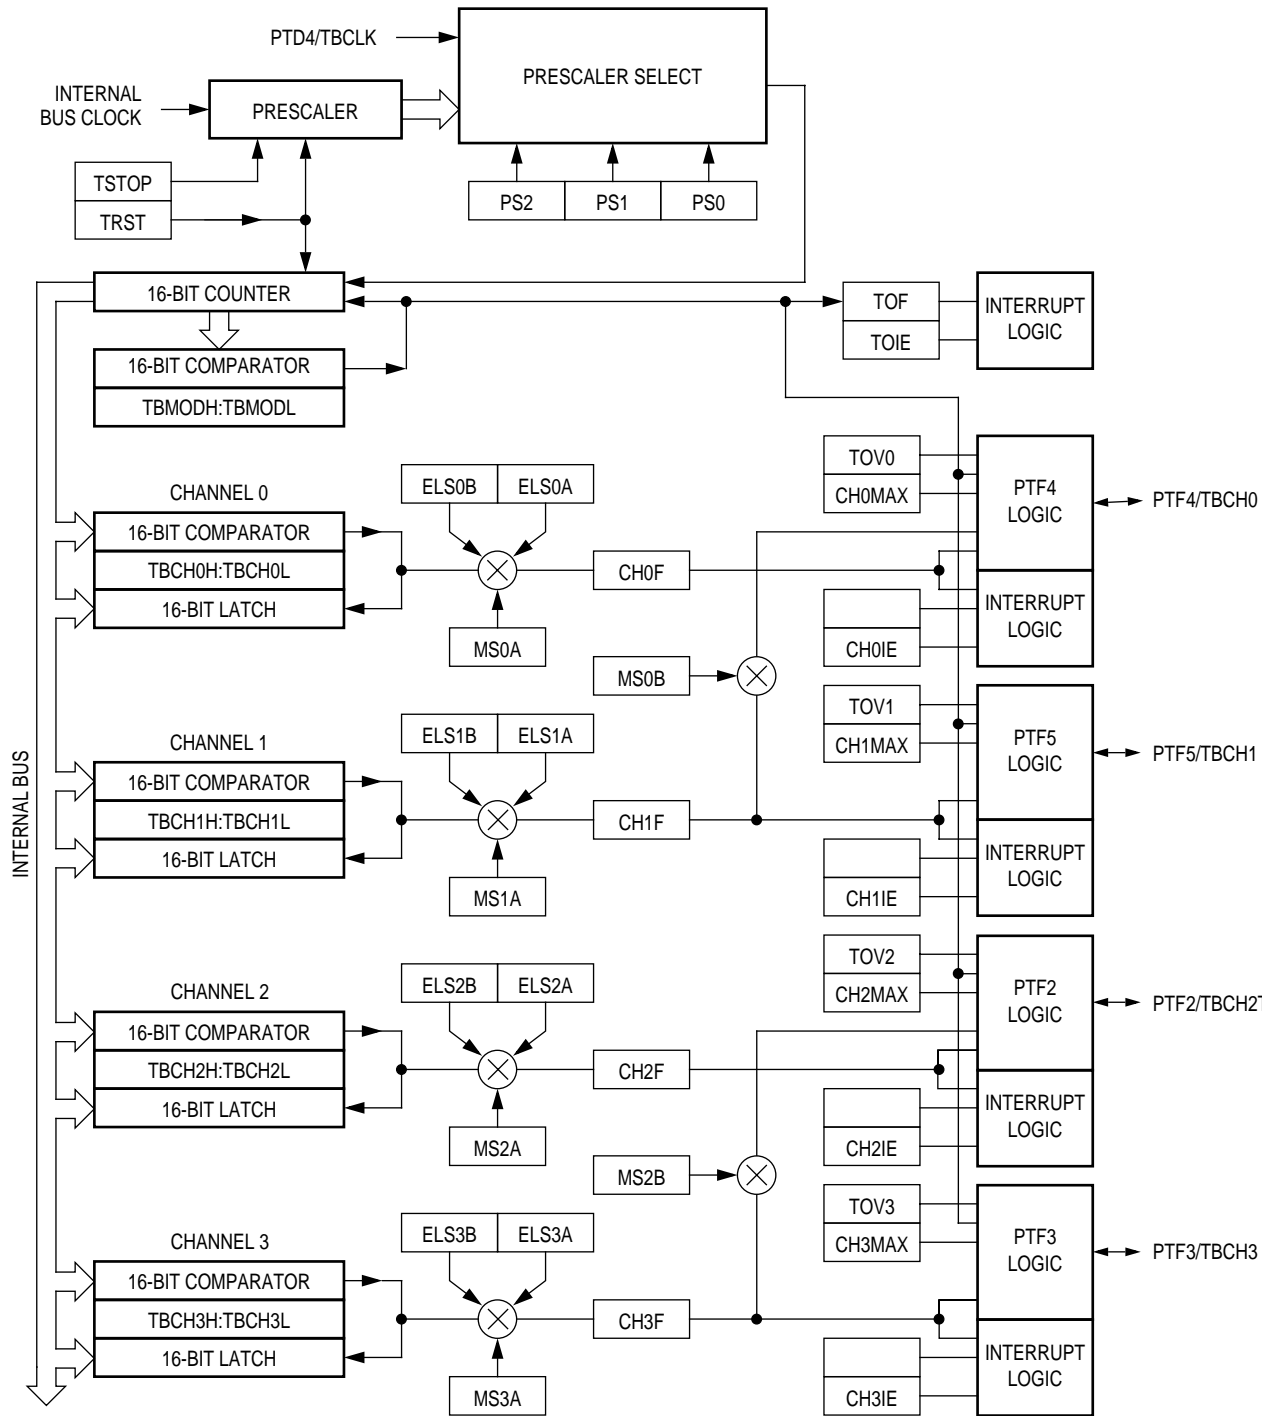 PTD4/TBCLK
PRESCALER SELECT
INTERNAL
BUS CLOCK
PRESCALER
TSTOP
TRST
PS2 PS1 PS0
16-BIT COUNTER
TOF
TOIE
INTERRUPT
LOGIC
16-BIT COMPARATOR
TBMODH:TBMODL
INTERNAL BUS
CHANNEL 0
16-BIT COMPARATOR
TBCH0H:TBCH0L
16-BIT LATCH
ELS0B ELS0A
MS0A
CH0F
MS0B
TOV0
CH0MAX
PTF4
LOGIC
PTF4/TBCH0
CH0IE
INTERRUPT
LOGIC
CHANNEL 1
16-BIT COMPARATOR
TBCH1H:TBCH1L
16-BIT LATCH
ELS1B ELS1A
MS1A
CH1F
TOV1
CH1MAX
PTF5
LOGIC
PTF5/TBCH1
CH1IE
INTERRUPT
LOGIC
CHANNEL 2
16-BIT COMPARATOR
TBCH2H:TBCH2L
16-BIT LATCH
ELS2B ELS2A
MS2A
CH2F
MS2B
TOV2
CH2MAX
PTF2
LOGIC
PTF2/TBCH2T
CH2IE
INTERRUPT
LOGIC
CHANNEL 3
16-BIT COMPARATOR
TBCH3H:TBCH3L
16-BIT LATCH
ELS3B ELS3A
MS3A
CH3F
TOV3
CH3MAX
PTF3
LOGIC
PTF3/TBCH3
CH3IE
INTERRUPT
LOGIC